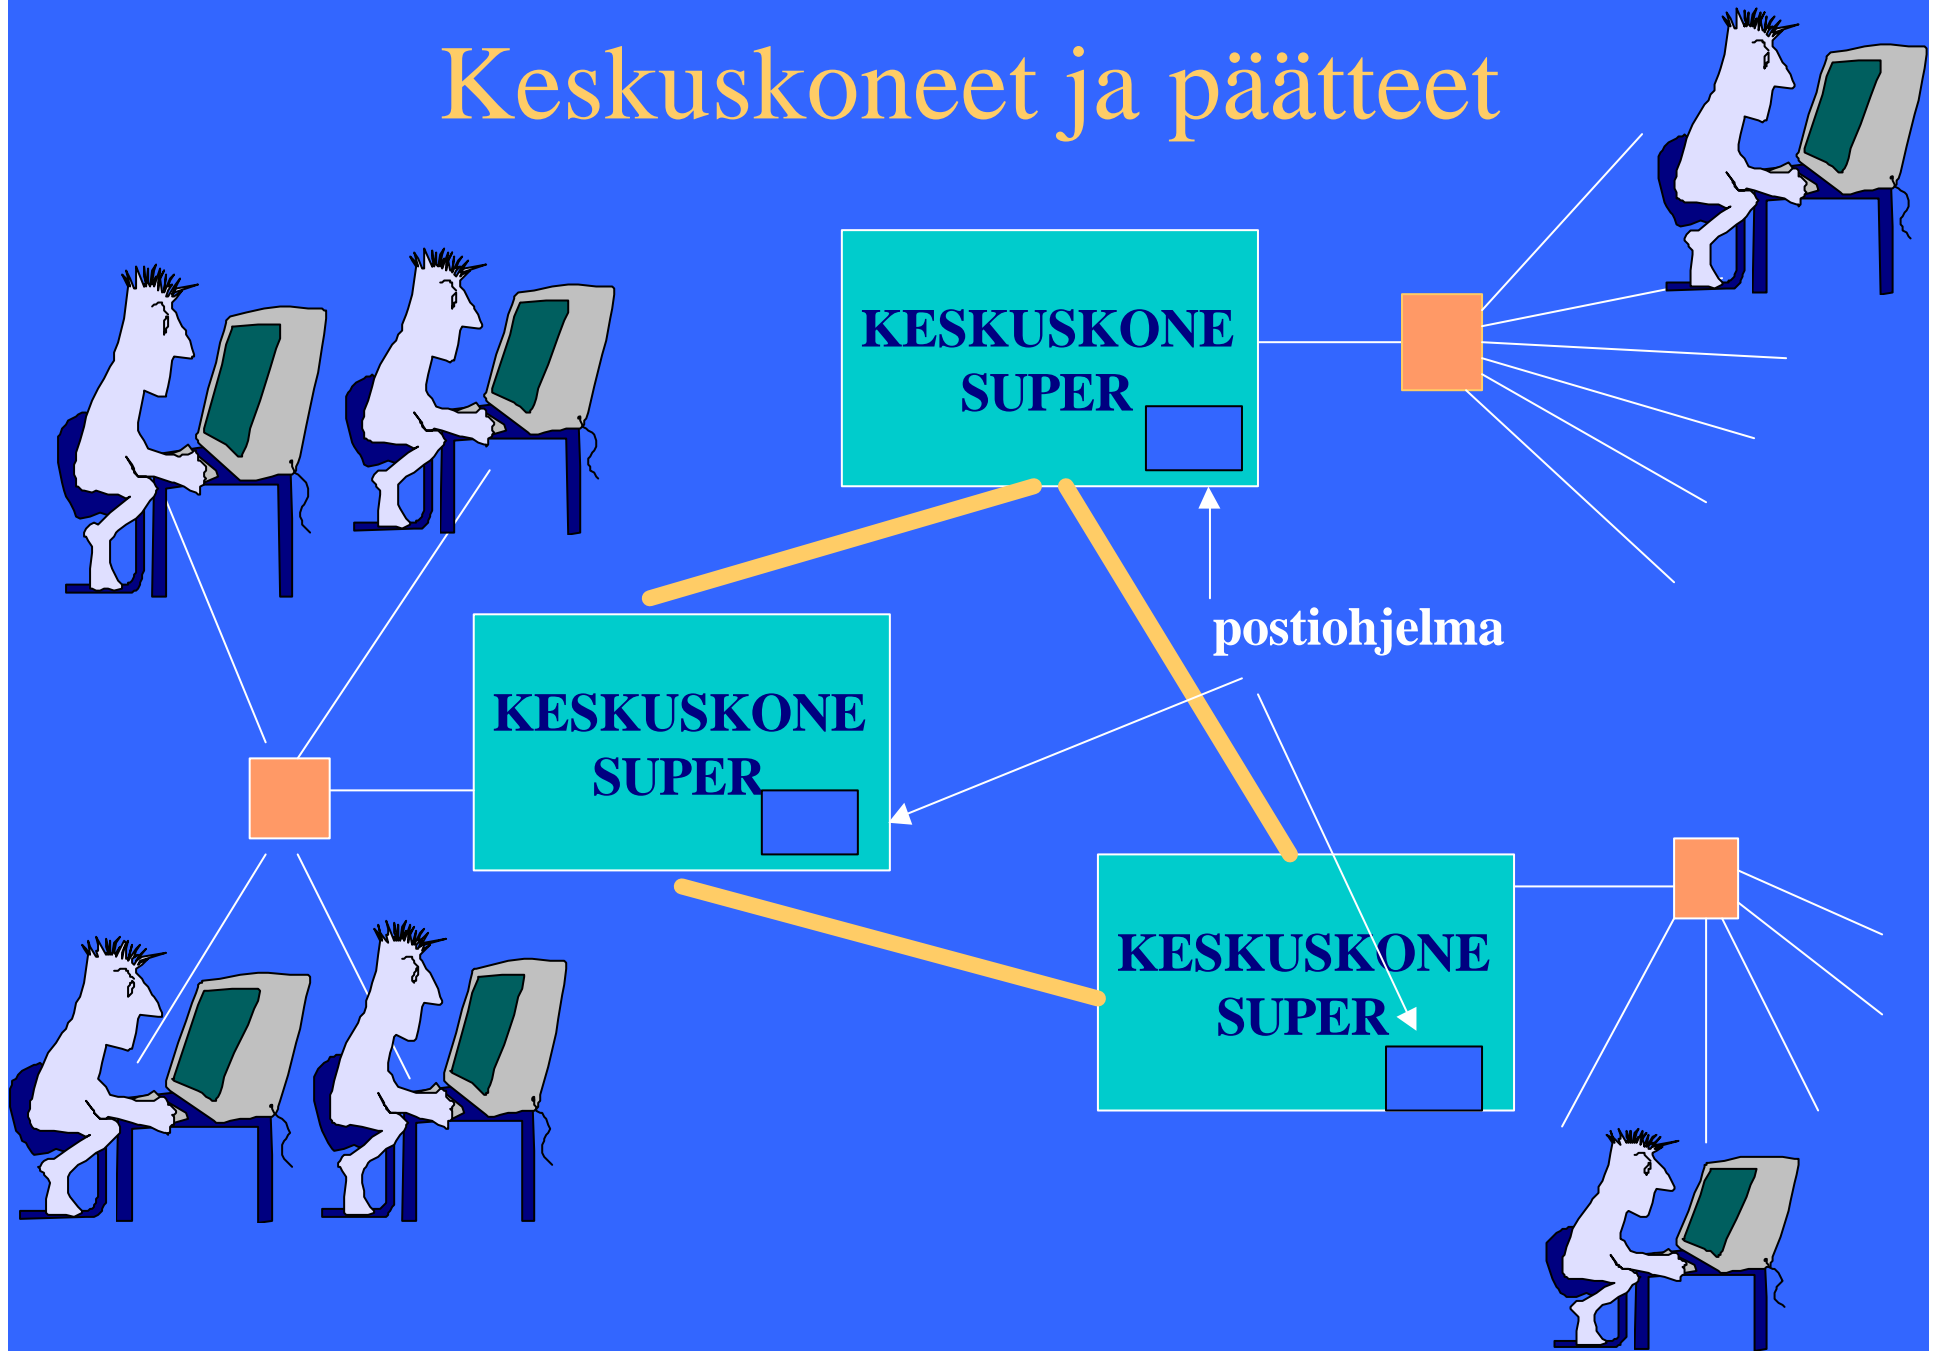 Keskuskoneet ja päätteet
KESKUSKONE
SUPER
postiohjelma
KESKUSKONE
SUPER
KESKUSKONE
SUPER